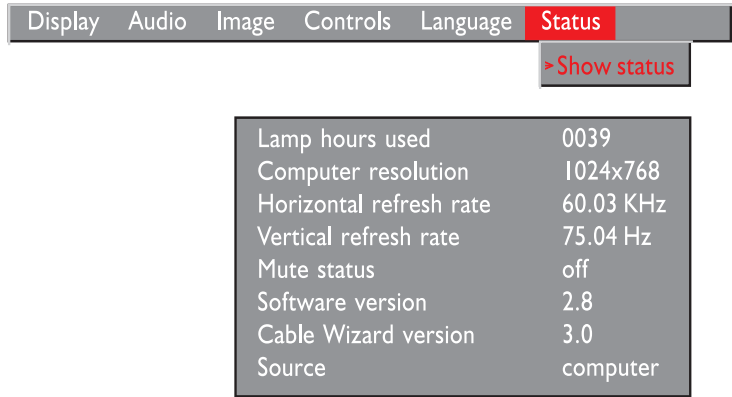 Display Audio Image Controls Language Status
➤Show status
Lamp hours used 0039
Computer resolution 1024x768
Horizontal refresh rate 60.03 KHz
Vertical refresh rate 75.04 Hz
Mute status off
Software version 2.8
Cable Wizard version 3.0
Source computer